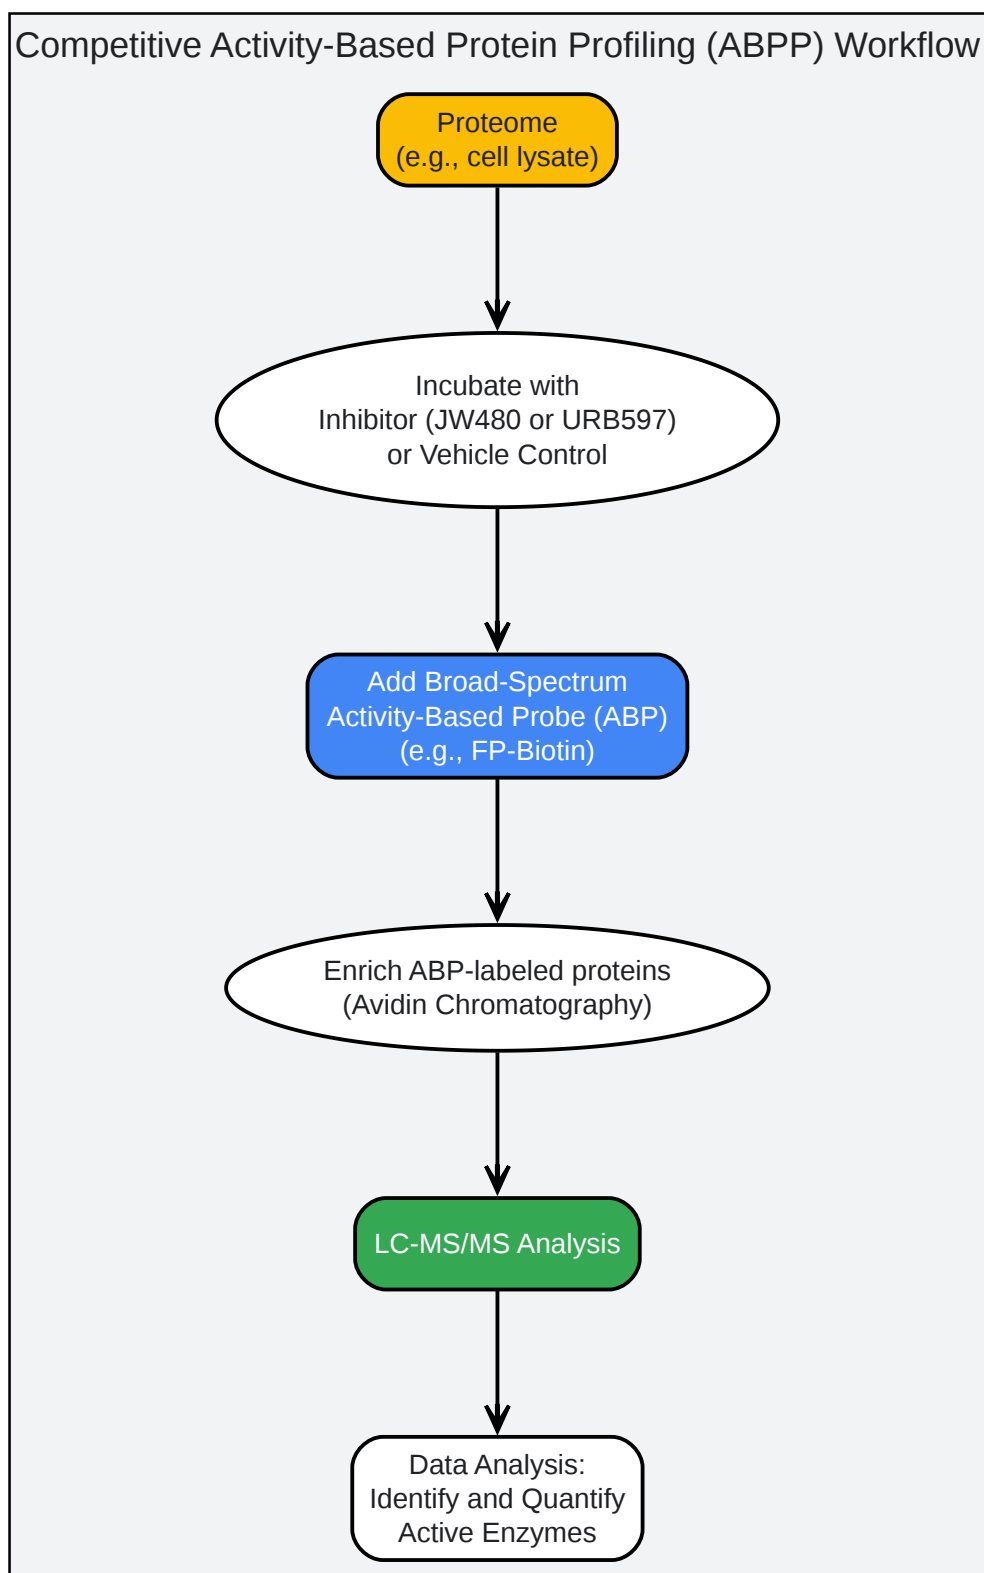 Competitive Activity-Based Protein Profiling (ABPP) Workflow
Proteome
(e.g., cell lysate)
Incubate with
Inhibitor (JW480 or URB597)
or Vehicle Control
Add Broad-Spectrum
Activity-Based Probe (ABP)
(e.g., FP-Biotin)
Enrich ABP-labeled proteins
(Avidin Chromatography)
LC-MS/MS Analysis
Data Analysis:
Identify and Quantify
Active Enzymes